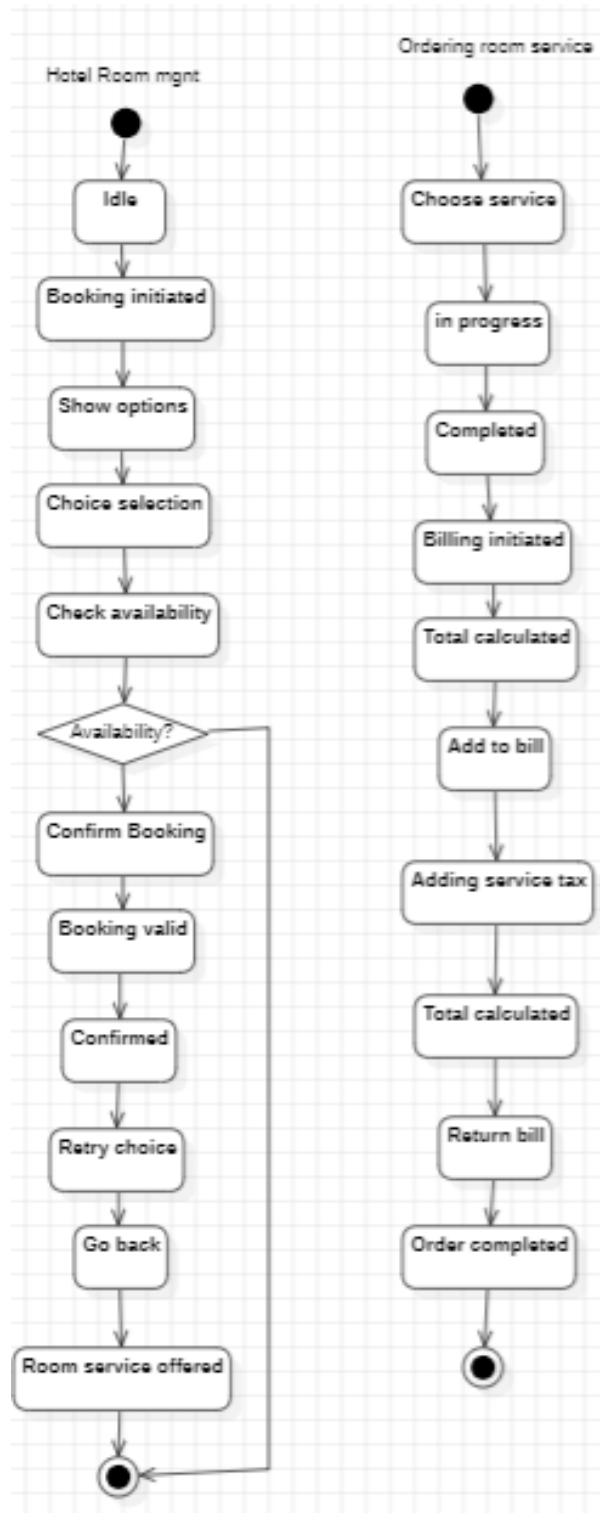 Hotel Room mgnt
Idle
Booking initiated
Show options
Choice selection
Check availability
Availability?
Confirm Booking
Booking valid
Confirmed
Retry choice
Go back
Room service offered
Ordering room service
Choose service
in progress
Completed
Billing initiated
Total calculated
Add to bill
Adding service tax
Total calculated
Return bill
Order completed